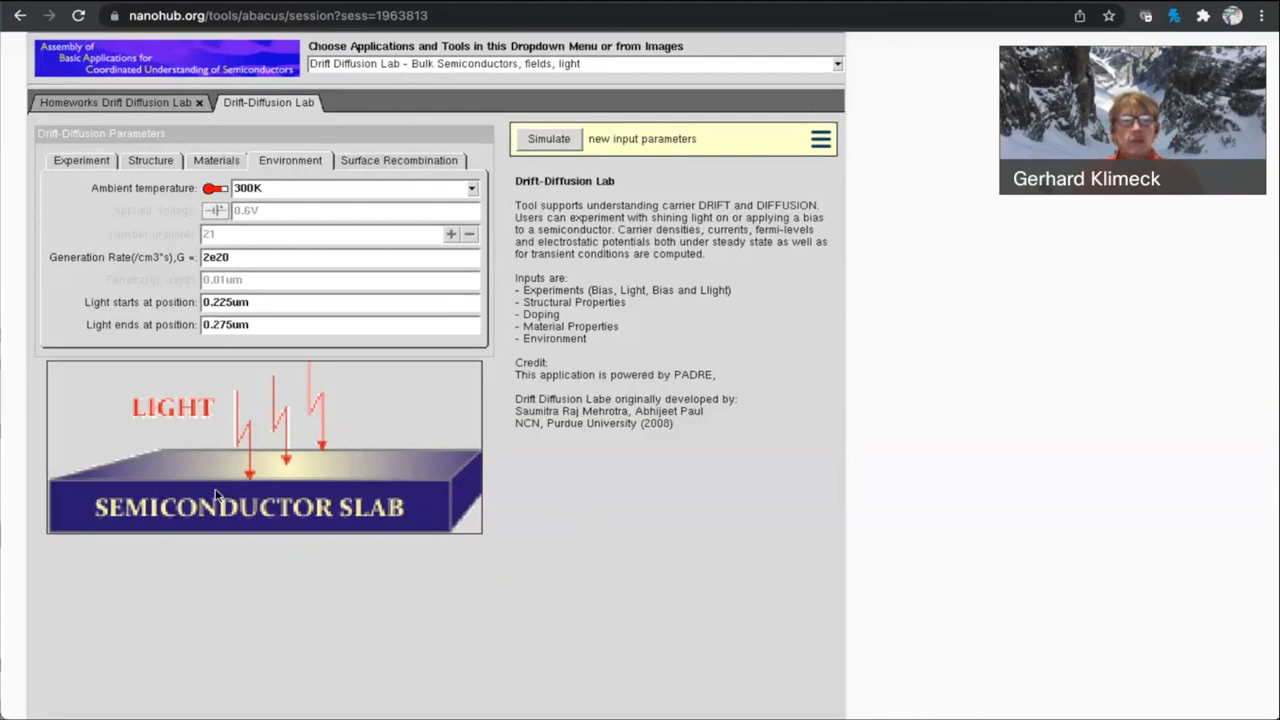 nanohub.org/tools/abacus/session?sess=1963813
Assembly of
Basic Applications for
Coordinated Understanding of Semiconductors
Choose Applications and Tools in this Dropdown Menu or from Images
Drift Diffusion Lab - Bulk Semiconductors, fields, light
Homeworks Drift Diffusion Lab
Drift-Diffusion Lab
Drift-Diffusion Parameters
Experiment
Structure
Materials
Environment
Surface Recombination
Ambient temperature:
300K
Applied Voltage:
0.6V
Number of points:
21
Generation Rate(/cm3*s),G =:
2e20
Penetration depth:
0.01um
Light starts at position:
0.225um
Light ends at position:
0.275um
LIGHT
SEMICONDUCTOR SLAB
Simulate
new input parameters
Drift-Diffusion Lab
Tool supports understanding carrier DRIFT and DIFFUSION.
Users can experiment with shining light on or applying a bias
to a semiconductor. Carrier densities, currents, fermi-levels
and electrostatic potentials both under steady state as well as
for transient conditions are computed.
Inputs are:
- Experiments (Bias, Light, Bias and LIight)
- Structural Properties
- Doping
- Material Properties
- Environment
Credit:
This application is powered by PADRE,
Drift Diffusion Labe originally developed by:
Saumitra Raj Mehrotra, Abhijeet Paul
NCN, Purdue University (2008)
Gerhard Klimeck